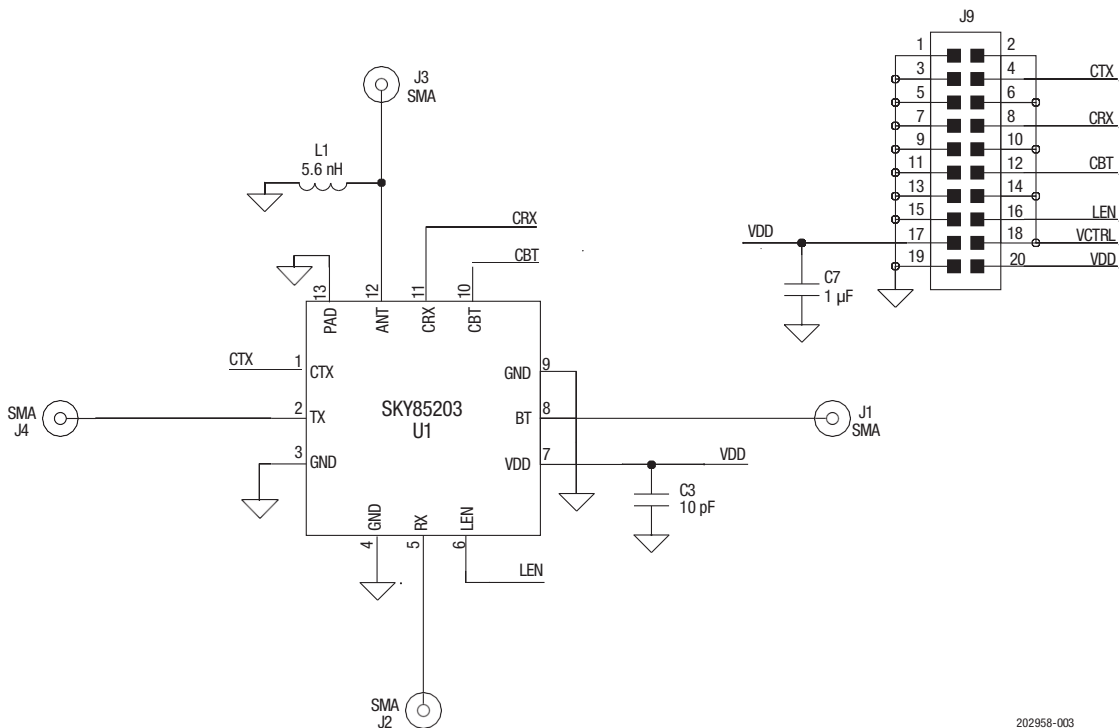 J9
1 2
3 4 CTX
5 6
7 8 CRX
9 10
11 12 CBT
13 14
15 16 LEN
VDD 17 18 VCTRL
19 20 VDD
C7
1 µF
J3
SMA
L1
5.6 nH
CRX
CBT
13 12 11 10
PAD ANT CRX CBT
CTX 1 CTX
GND 9
SMA
J4
2 TX
SKY85203
U1
BT 8
J1
SMA
3 GND
VDD 7 VDD
C3
10 pF
GND RX LEN
4 5 6
LEN
SMA
J2
202958-003